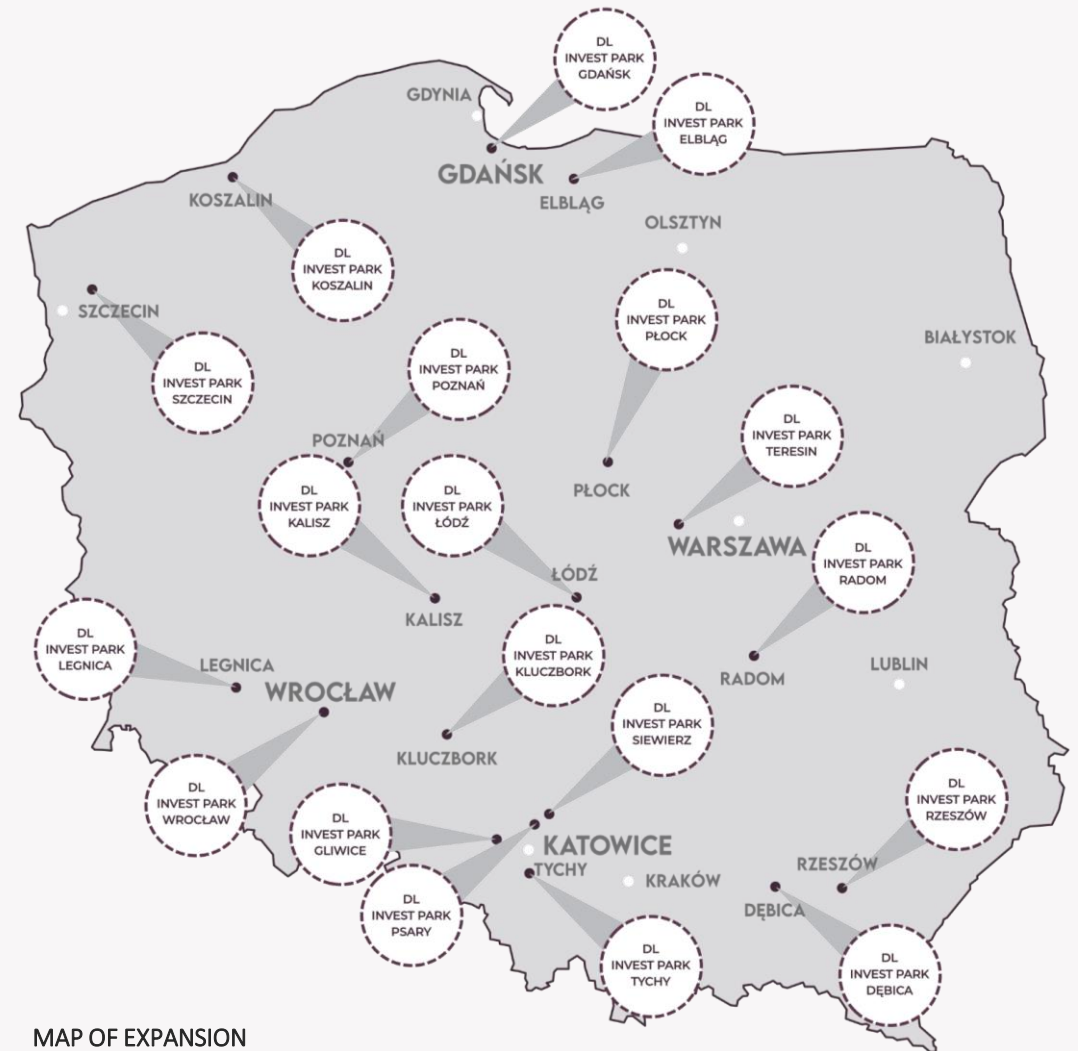 DL
INVEST PARK
GDAŃSK
GDYNIA
DL
INVEST PARK
ELBLĄG
GDAŃSK
KOSZALIN
ELBLĄG
OLSZTYN
DL
INVEST PARK
KOSZALIN
SZCZECIN
DL
INVEST PARK
PŁOCK
BIAŁYSTOK
DL
INVEST PARK
SZCZECIN
DL
INVEST PARK
POZNAŃ
DL
INVEST PARK
TERESIN
POZNAŃ
PŁOCK
DL
INVEST PARK
KALISZ
DL
INVEST PARK
ŁÓDŹ
WARSZAWA
DL
INVEST PARK
RADOM
ŁÓDŹ
KALISZ
DL
INVEST PARK
LEGNICA
LEGNICA
DL
INVEST PARK
KLUCZBORK
RADOM
LUBLIN
WROCŁAW
DL
INVEST PARK
SIEWIERZ
KLUCZBORK
DL
INVEST PARK
WROCŁAW
DL
INVEST PARK
RZESZÓW
DL
INVEST PARK
GLIWICE
KATOWICE
TYCHY
KRAKÓW
RZESZÓW
DL
INVEST PARK
PSARY
DĘBICA
DL
INVEST PARK
TYCHY
DL
INVEST PARK
DĘBICA
MAP OF EXPANSION